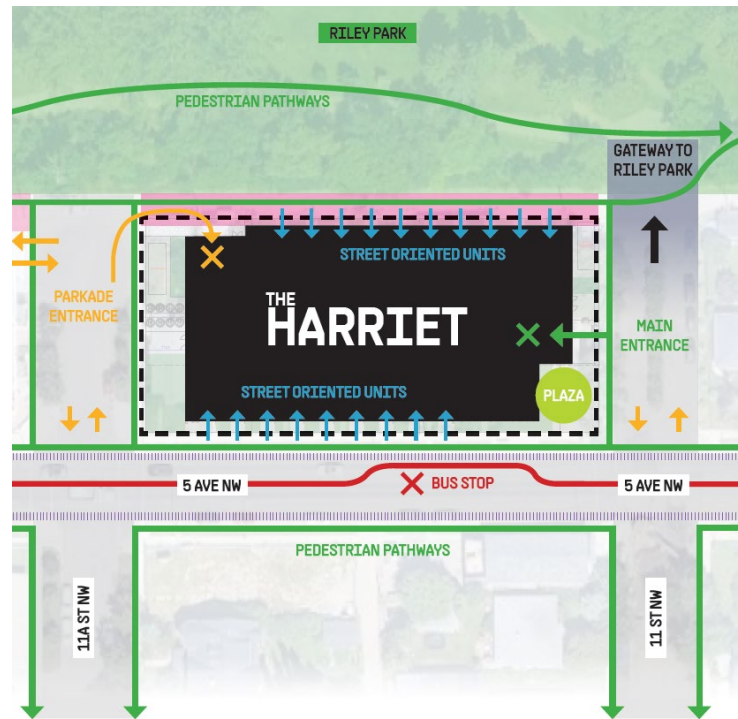 RILEY PARK
PEDESTRIAN PATHWAYS
GATEWAY TO
RILEY PARK
STREET ORIENTED UNITS
PARKADE
ENTRANCE
THE
HARRIET
MAIN
ENTRANCE
STREET ORIENTED UNITS
PLAZA
5 AVE NW
BUS STOP
5 AVE NW
PEDESTRIAN PATHWAYS
11A ST NW
11 ST NW